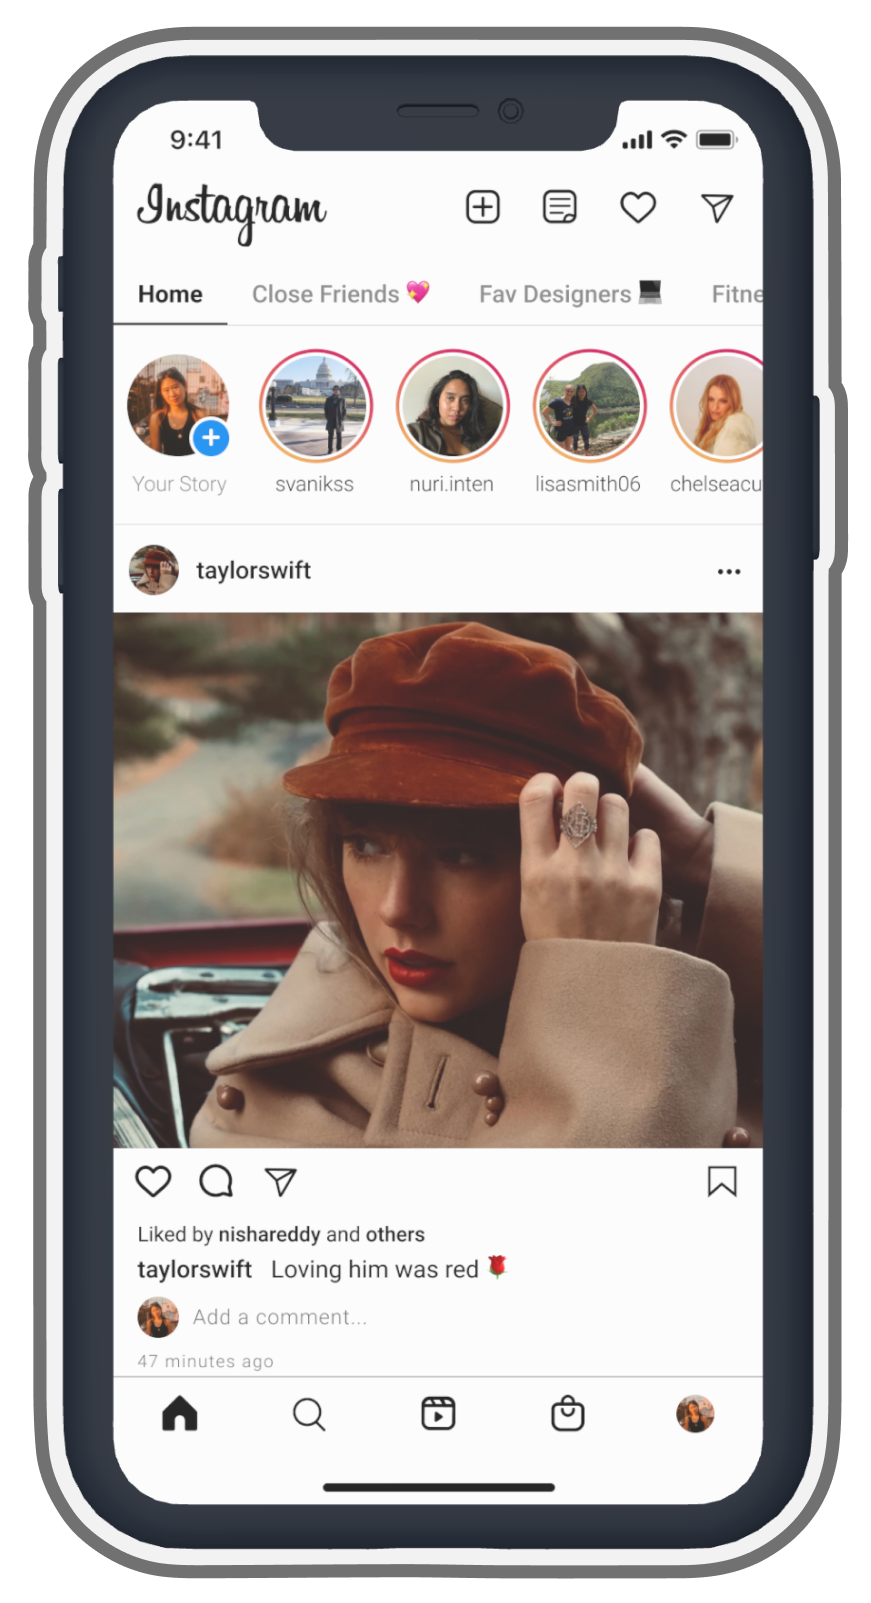 9:41
Instagram
Home Close Friends 💖 Fav Designers 💻 Fitne
Your Story svanikss nuri.inten lisasmith06 chelseacu
taylorswift
Liked by nishareddy and others
taylorswift Loving him was red 🌹
Add a comment...
47 minutes ago